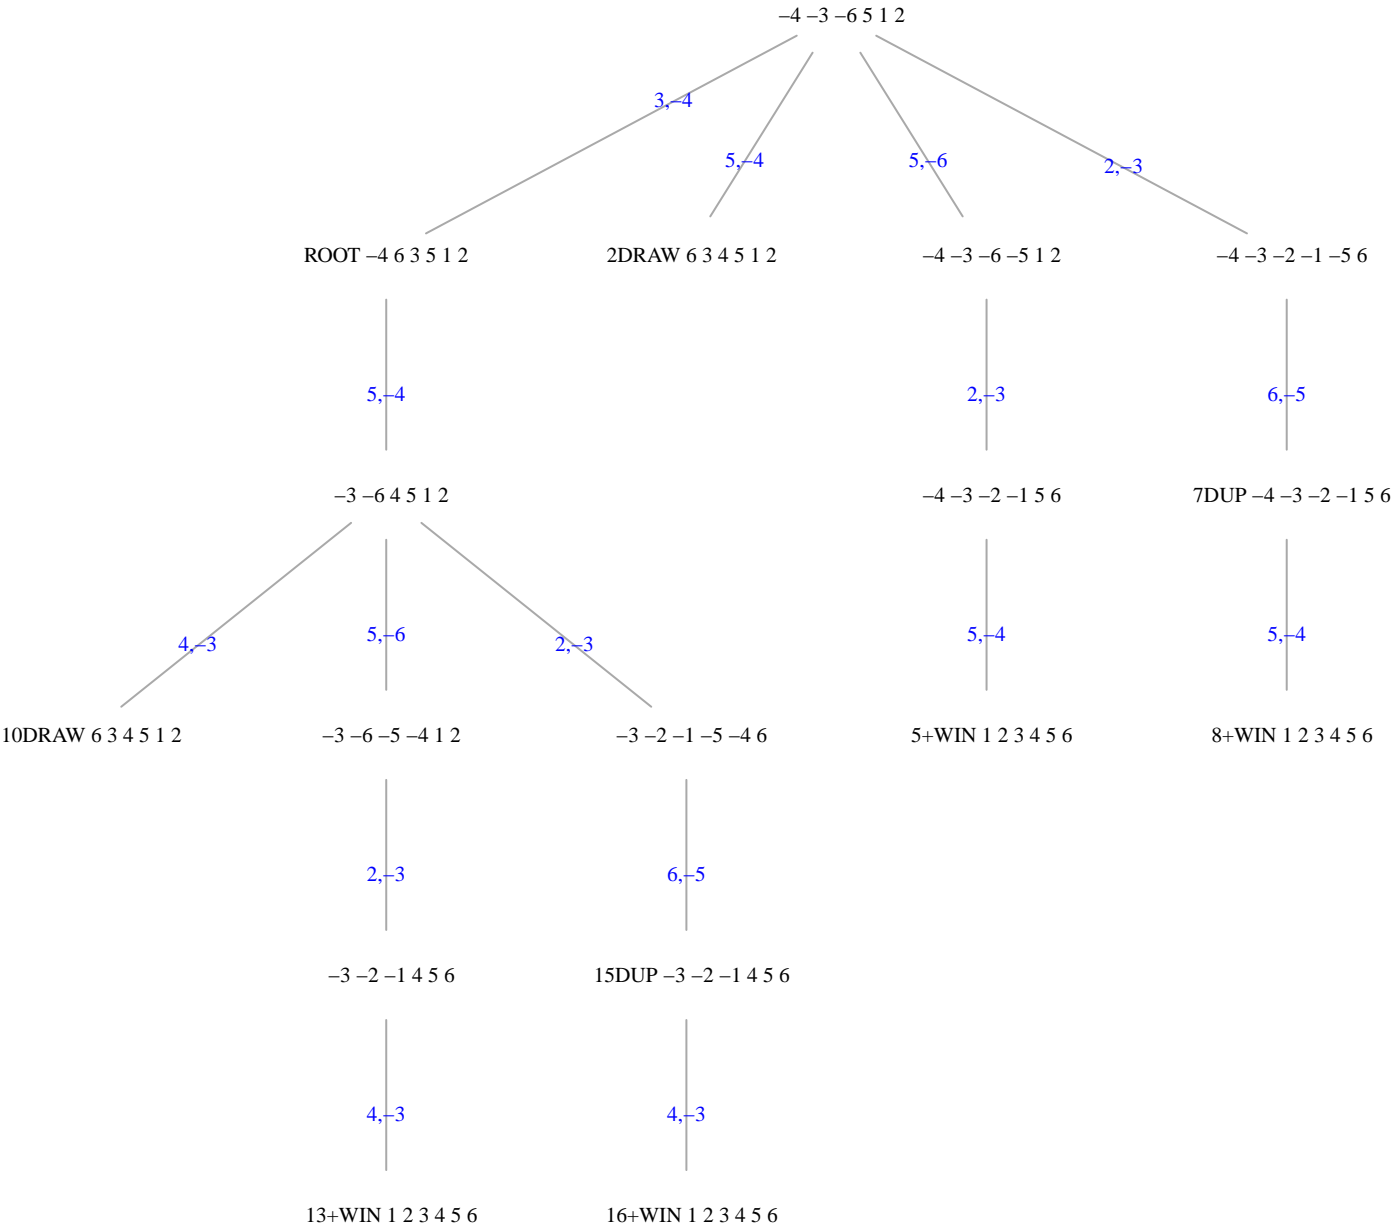 −4 −3 −6 5 1 2
3,−4
5,−4
5,−6
2,−3
ROOT −4 6 3 5 1 2
2DRAW 6 3 4 5 1 2
−4 −3 −6 −5 1 2
−4 −3 −2 −1 −5 6
5,−4
2,−3
6,−5
−3 −6 4 5 1 2
−4 −3 −2 −1 5 6
7DUP −4 −3 −2 −1 5 6
4,−3
5,−6
2,−3
5,−4
5,−4
10DRAW 6 3 4 5 1 2
−3 −6 −5 −4 1 2
−3 −2 −1 −5 −4 6
5+WIN 1 2 3 4 5 6
8+WIN 1 2 3 4 5 6
2,−3
6,−5
−3 −2 −1 4 5 6
15DUP −3 −2 −1 4 5 6
4,−3
4,−3
13+WIN 1 2 3 4 5 6
16+WIN 1 2 3 4 5 6